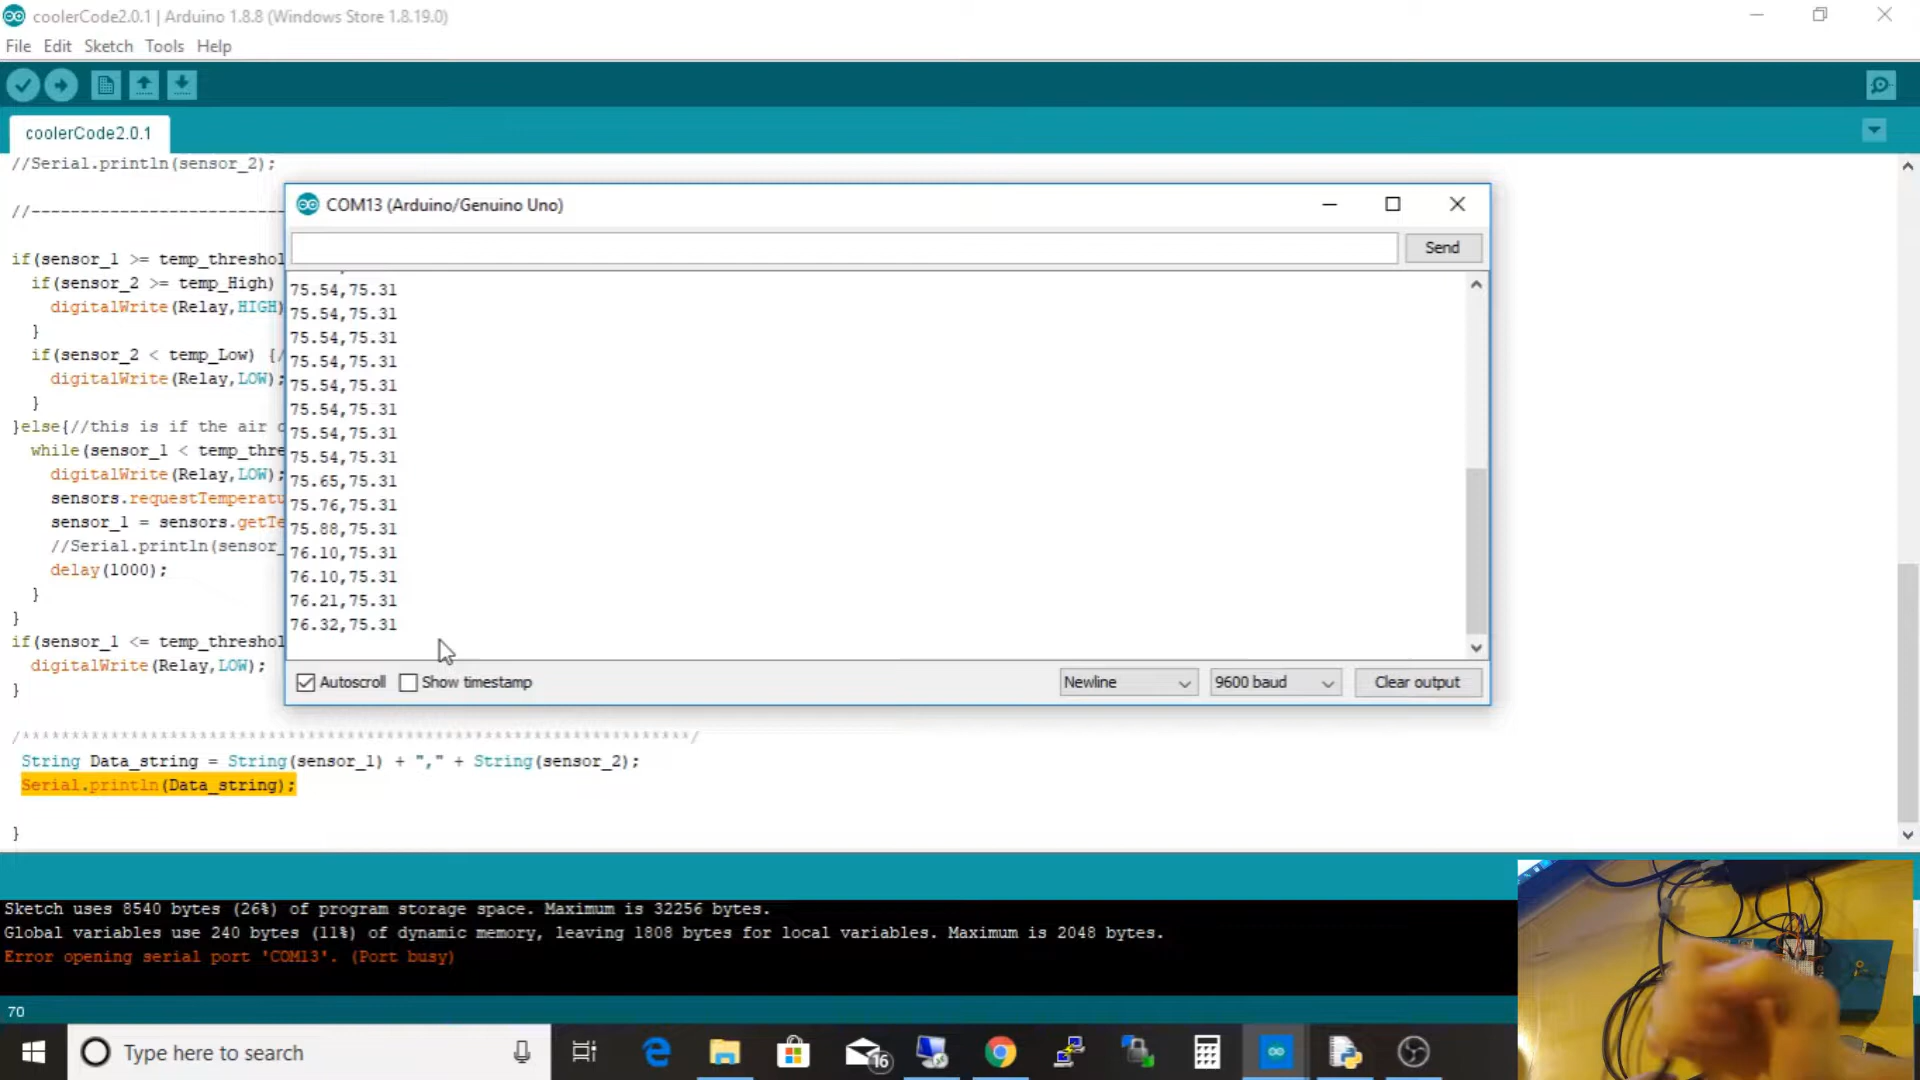 coolerCode2.0.1 | Arduino 1.8.8 (Windows Store 1.8.19.0)
File Edit Sketch Tools Help
coolerCode2.0.1
//Serial.println(sensor_2);
//--------------------------
if(sensor_1 >= temp_threshol
if(sensor_2 >= temp_High)
digitalWrite(Relay,HIGH)
}
if(sensor_2 < temp_Low) {/
digitalWrite(Relay,LOW);
}
}else{//this is if the air
while(sensor_1 < temp_thre
digitalWrite(Relay,LOW);
sensors.requestTemperatu
sensor_1 = sensors.getTe
//Serial.println(sensor_
delay(1000);
}
}
if(sensor_1 <= temp_threshol
digitalWrite(Relay,LOW);
}
/********************************************************************/
String Data_string = String(sensor_1) + "," + String(sensor_2);
Serial.println(Data_string);
}
COM13 (Arduino/Genuino Uno)
Send
75.54,75.31
75.54,75.31
75.54,75.31
75.54,75.31
75.54,75.31
75.54,75.31
75.54,75.31
75.54,75.31
75.65,75.31
75.76,75.31
75.88,75.31
76.10,75.31
76.10,75.31
76.21,75.31
76.32,75.31
Autoscroll Show timestamp Newline 9600 baud Clear output
Sketch uses 8540 bytes (26%) of program storage space. Maximum is 32256 bytes.
Global variables use 240 bytes (11%) of dynamic memory, leaving 1808 bytes for local variables. Maximum is 2048 bytes.
Error opening serial port 'COM13'. (Port busy)
70
Type here to search
16